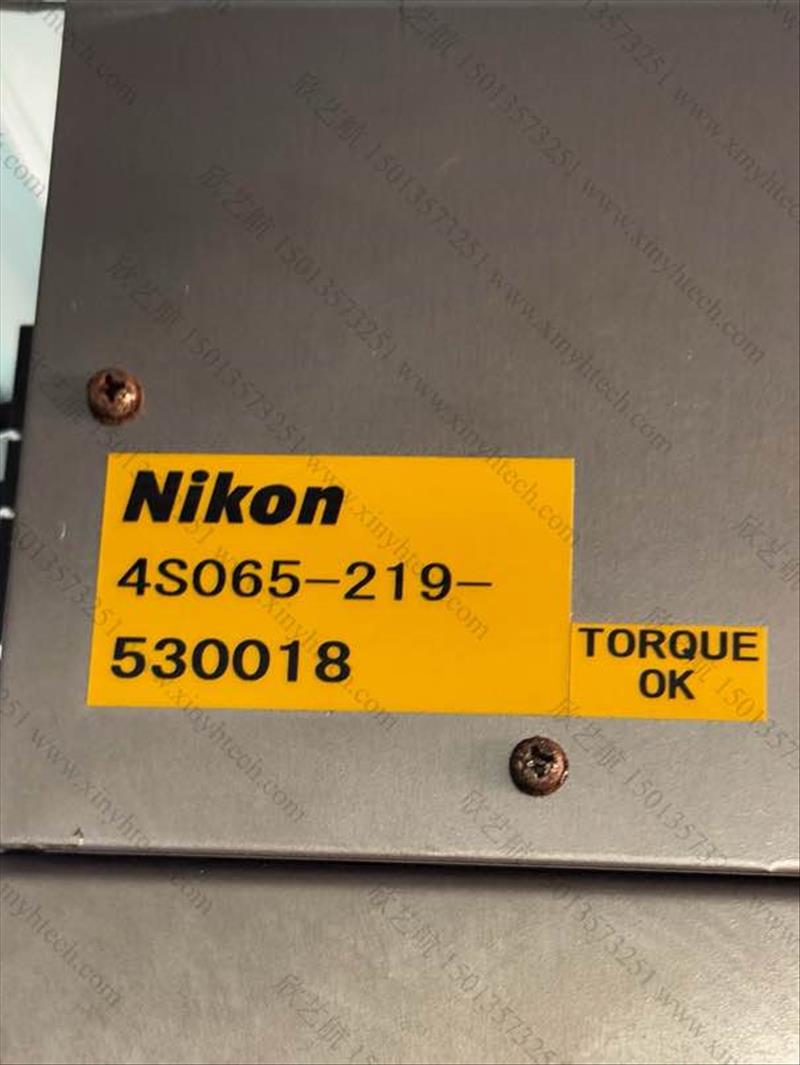 Nikon
4S065-219-
530018
TORQUE
OK
欣艺航 15013573251 www.xinyhtech.com